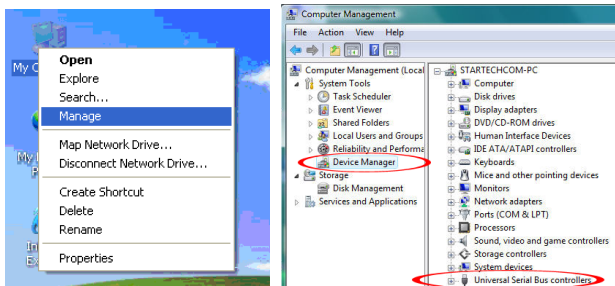 My C
Open
Explore
Search...
Manage
Map Network Drive...
Disconnect Network Drive...
Create Shortcut
Delete
Rename
Properties
My
P
In
E
Computer Management
File Action View Help
Computer Management (Local
System Tools
Task Scheduler
Event Viewer
Shared Folders
Local Users and Groups
Reliability and Performa
Device Manager
Storage
Disk Management
Services and Applications
STARTECHCOM-PC
Computer
Disk drives
Display adapters
DVD/CD-ROM drives
Human Interface Devices
IDE ATA/ATAPI controllers
Keyboards
Mice and other pointing devices
Monitors
Network adapters
Ports (COM & LPT)
Processors
Sound, video and game controllers
Storage controllers
System devices
Universal Serial Bus controllers